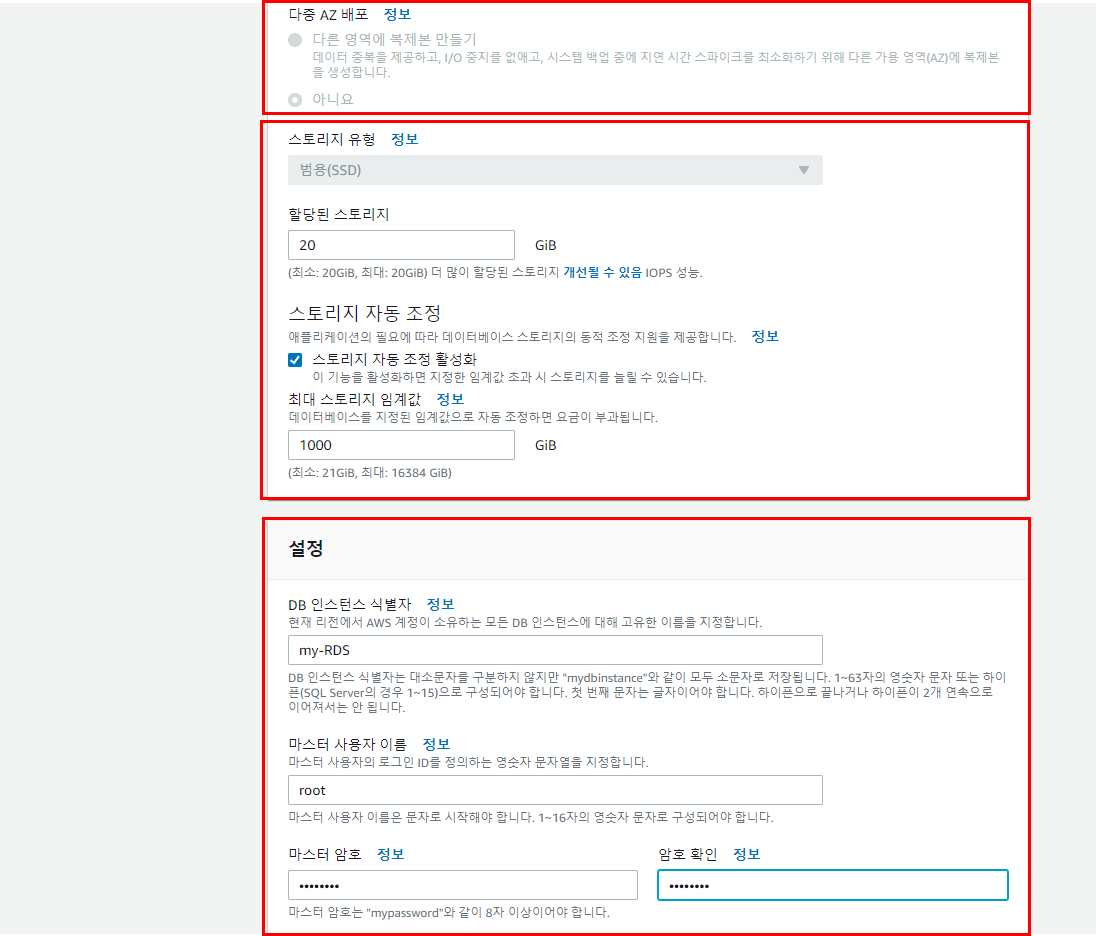 다중 AZ 배포 정보
다른 영역에 복제본 만들기
데이터 중복을 제공하고, I/O 중지를 없애고, 시스템 백업 중에 지연 시간 스파이크를 최소화하기 위해 다른 가용 영역(AZ)에 복제본
을 생성합니다.
아니요
스토리지 유형 정보
범용(SSD)
할당된 스토리지
20 GiB
(최소: 20GiB, 최대: 20GiB) 더 많이 할당된 스토리지 개선될 수 있음 IOPS 성능.
스토리지 자동 조정
애플리케이션의 필요에 따라 데이터베이스 스토리지의 동적 조정 지원을 제공합니다. 정보
스토리지 자동 조정 활성화
이 기능을 활성화하면 지정한 임계값 초과 시 스토리지를 늘릴 수 있습니다.
최대 스토리지 임계값 정보
데이터베이스를 지정된 임계값으로 자동 조정하면 요금이 부과됩니다.
1000 GiB
(최소: 21GiB, 최대: 16384 GiB)
설정
DB 인스턴스 식별자 정보
현재 리전에서 AWS 계정이 소유하는 모든 DB 인스턴스에 대해 고유한 이름을 지정합니다.
my-RDS
DB 인스턴스 식별자는 대소문자를 구분하지 않지만 "mydbinstance"와 같이 모두 소문자로 저장됩니다. 1~63자의 영숫자 문자 또는 하이
픈(SQL Server의 경우 1~15)으로 구성되어야 합니다. 첫 번째 문자는 글자이어야 합니다. 하이픈으로 끝나거나 하이픈이 2개 연속으로
이어져서는 안 됩니다.
마스터 사용자 이름 정보
마스터 사용자의 로그인 ID를 정의하는 영숫자 문자열을 지정합니다.
root
마스터 사용자 이름은 문자로 시작해야 합니다. 1~16자의 영숫자 문자로 구성되어야 합니다.
마스터 암호 정보 암호 확인 정보
•••••••• ••••••••
마스터 암호는 "mypassword"와 같이 8자 이상이어야 합니다.